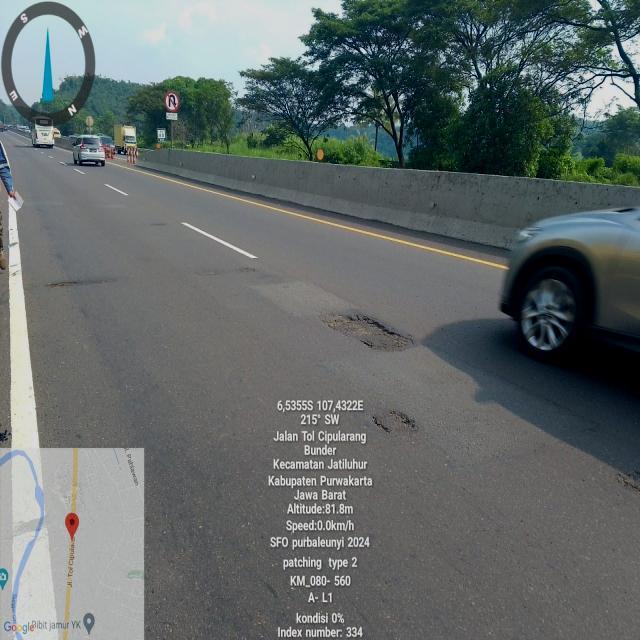 S
W
E
N
6,5355S 107,4322E
215° SW
Jalan Tol Cipularang
Bunder
Kecamatan Jatiluhur
Kabupaten Purwakarta
Jawa Barat
Altitude:81.8m
Speed:0.0km/h
SFO purbaleunyi 2024
patching type 2
KM_080- 560
A- L1
kondisi 0%
Index number: 334
Jl. Tol Cipula
Google
Bibit jamur YK